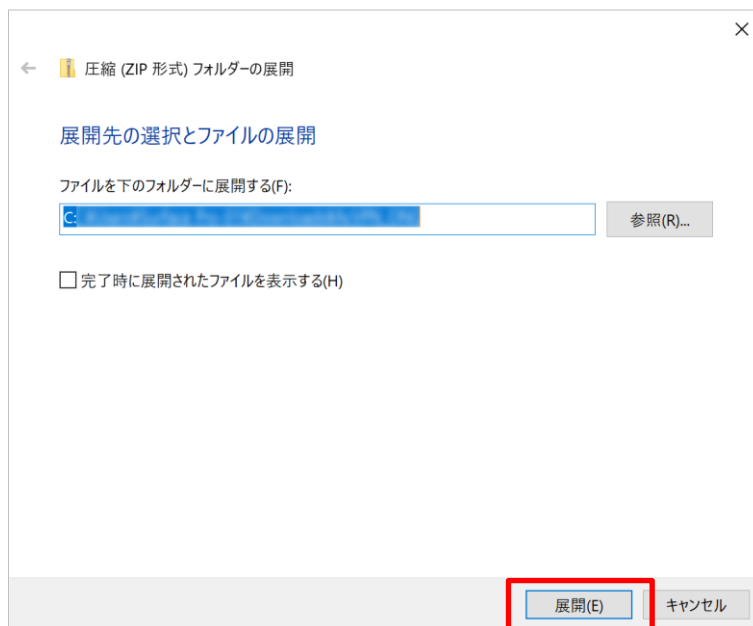 圧縮 (ZIP 形式) フォルダーの展開
展開先の選択とファイルの展開
ファイルを下のフォルダーに展開する(F):
C:
参照(R)...
完了時に展開されたファイルを表示する(H)
展開(E)
キャンセル